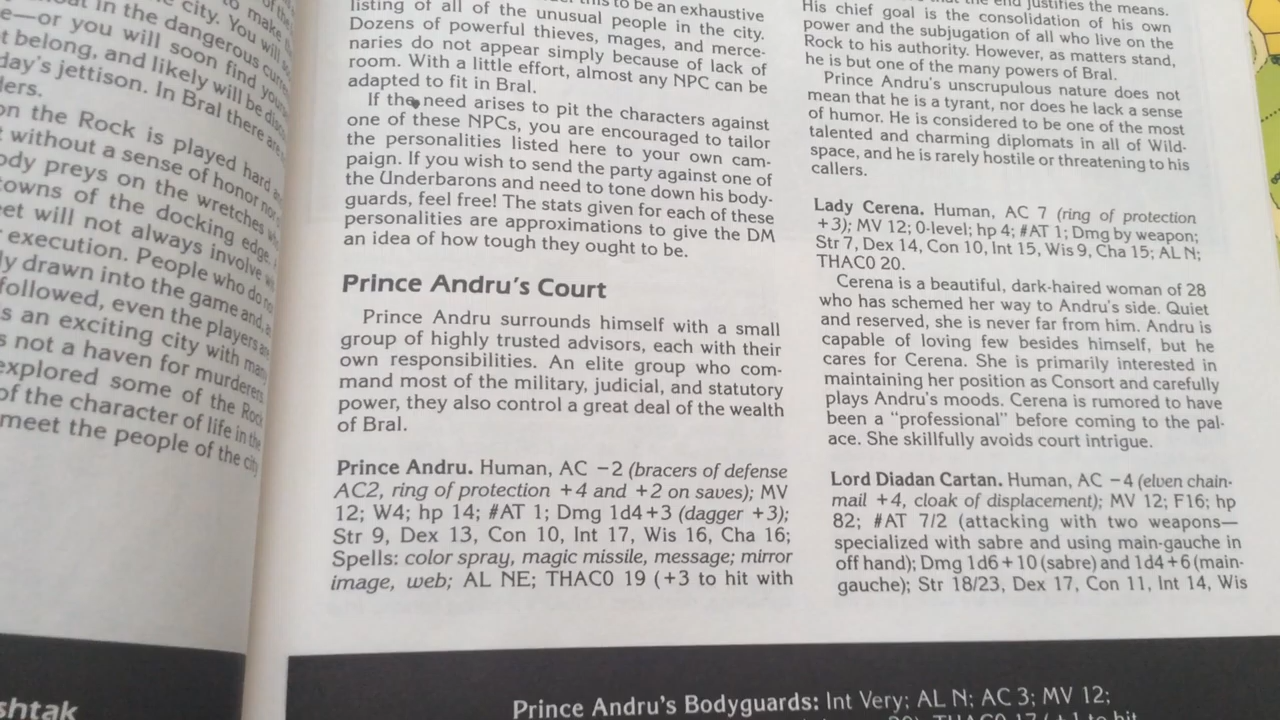 the city. You will
in the dangerous
e—or you will soon find
t belong, and likely will be
day's jettison. In Bral there are
lers.
on the Rock is played hard
without a sense of honor nor
ody preys on the wretches
towns of the docking edge.
eet will not always involve
execution. People who do
ly drawn into the game and,
followed, even the players are
s an exciting city with many
s not a haven for murderers
explored some of the Rock
of the character of life in the
meet the people of the city
shtak
this to be an exhaustive
listing of all of the unusual people in the city.
Dozens of powerful thieves, mages, and merce-
naries do not appear simply because of lack of
room. With a little effort, almost any NPC can be
adapted to fit in Bral.
If the need arises to pit the characters against
one of these NPCs, you are encouraged to tailor
the personalities listed here to your own cam-
paign. If you wish to send the party against one of
the Underbarons and need to tone down his body-
guards, feel free! The stats given for each of these
personalities are approximations to give the DM
an idea of how tough they ought to be.
Prince Andru's Court
Prince Andru surrounds himself with a small
group of highly trusted advisors, each with their
own responsibilities. An elite group who com-
mand most of the military, judicial, and statutory
power, they also control a great deal of the wealth
of Bral.
Prince Andru. Human, AC −2 (bracers of defense
AC2, ring of protection +4 and +2 on saves); MV
12; W4; hp 14; #AT 1; Dmg 1d4+3 (dagger +3);
Str 9, Dex 13, Con 10, Int 17, Wis 16, Cha 16;
Spells: color spray, magic missile, message; mirror
image, web; AL NE; THAC0 19 (+3 to hit with
the end justifies the means.
His chief goal is the consolidation of his own
power and the subjugation of all who live on the
Rock to his authority. However, as matters stand,
he is but one of the many powers of Bral.
Prince Andru's unscrupulous nature does not
mean that he is a tyrant, nor does he lack a sense
of humor. He is considered to be one of the most
talented and charming diplomats in all of Wild-
space, and he is rarely hostile or threatening to his
callers.
Lady Cerena. Human, AC 7 (ring of protection
+3); MV 12; 0-level; hp 4; #AT 1; Dmg by weapon;
Str 7, Dex 14, Con 10, Int 15, Wis 9, Cha 15; AL N;
THAC0 20.
Cerena is a beautiful, dark-haired woman of 28
who has schemed her way to Andru's side. Quiet
and reserved, she is never far from him. Andru is
capable of loving few besides himself, but he
cares for Cerena. She is primarily interested in
maintaining her position as Consort and carefully
plays Andru's moods. Cerena is rumored to have
been a "professional" before coming to the pal-
ace. She skillfully avoids court intrigue.
Lord Diadan Cartan. Human, AC −4 (elven chain-
mail +4, cloak of displacement); MV 12; F16; hp
82; #AT 7/2 (attacking with two weapons—
specialized with sabre and using main-gauche in
off hand); Dmg 1d6+10 (sabre) and 1d4+6 (main-
gauche); Str 18/23, Dex 17, Con 11, Int 14, Wis
Prince Andru's Bodyguards: Int Very; AL N; AC 3; MV 12;